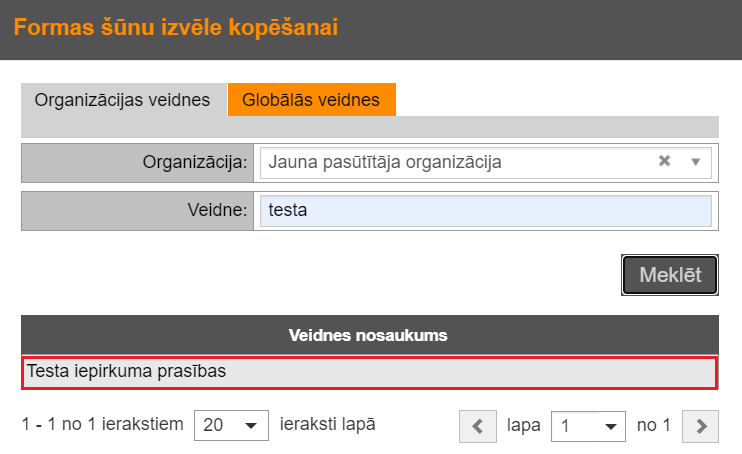 Formas šūnu izvēle kopēšanai
Organizācijas veidnes Globālās veidnes
Organizācija: Jauna pasūtītāja organizācija
Veidne: testa
Meklēt
Veidnes nosaukums
Testa iepirkuma prasības
1 - 1 no 1 ierakstiem 20 ieraksti lapā lapa 1 no 1